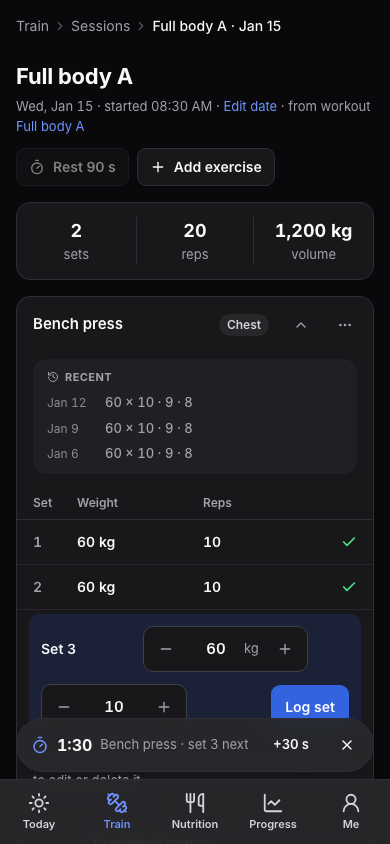 Train > Sessions > Full body A · Jan 15
Full body A
Wed, Jan 15 · started 08:30 AM · Edit date · from workout
Full body A
Rest 90 s + Add exercise
2 20 1,200 kg
sets reps volume
Bench press Chest ···
RECENT
Jan 12 60 × 10 · 9 · 8
Jan 9 60 × 10 · 9 · 8
Jan 6 60 × 10 · 9 · 8
Set Weight Reps
1 60 kg 10
2 60 kg 10
Set 3 − 60 kg +
− 10 + Log set
1:30 Bench press · set 3 next +30 s ×
to edit or delete it
Today Train Nutrition Progress Me